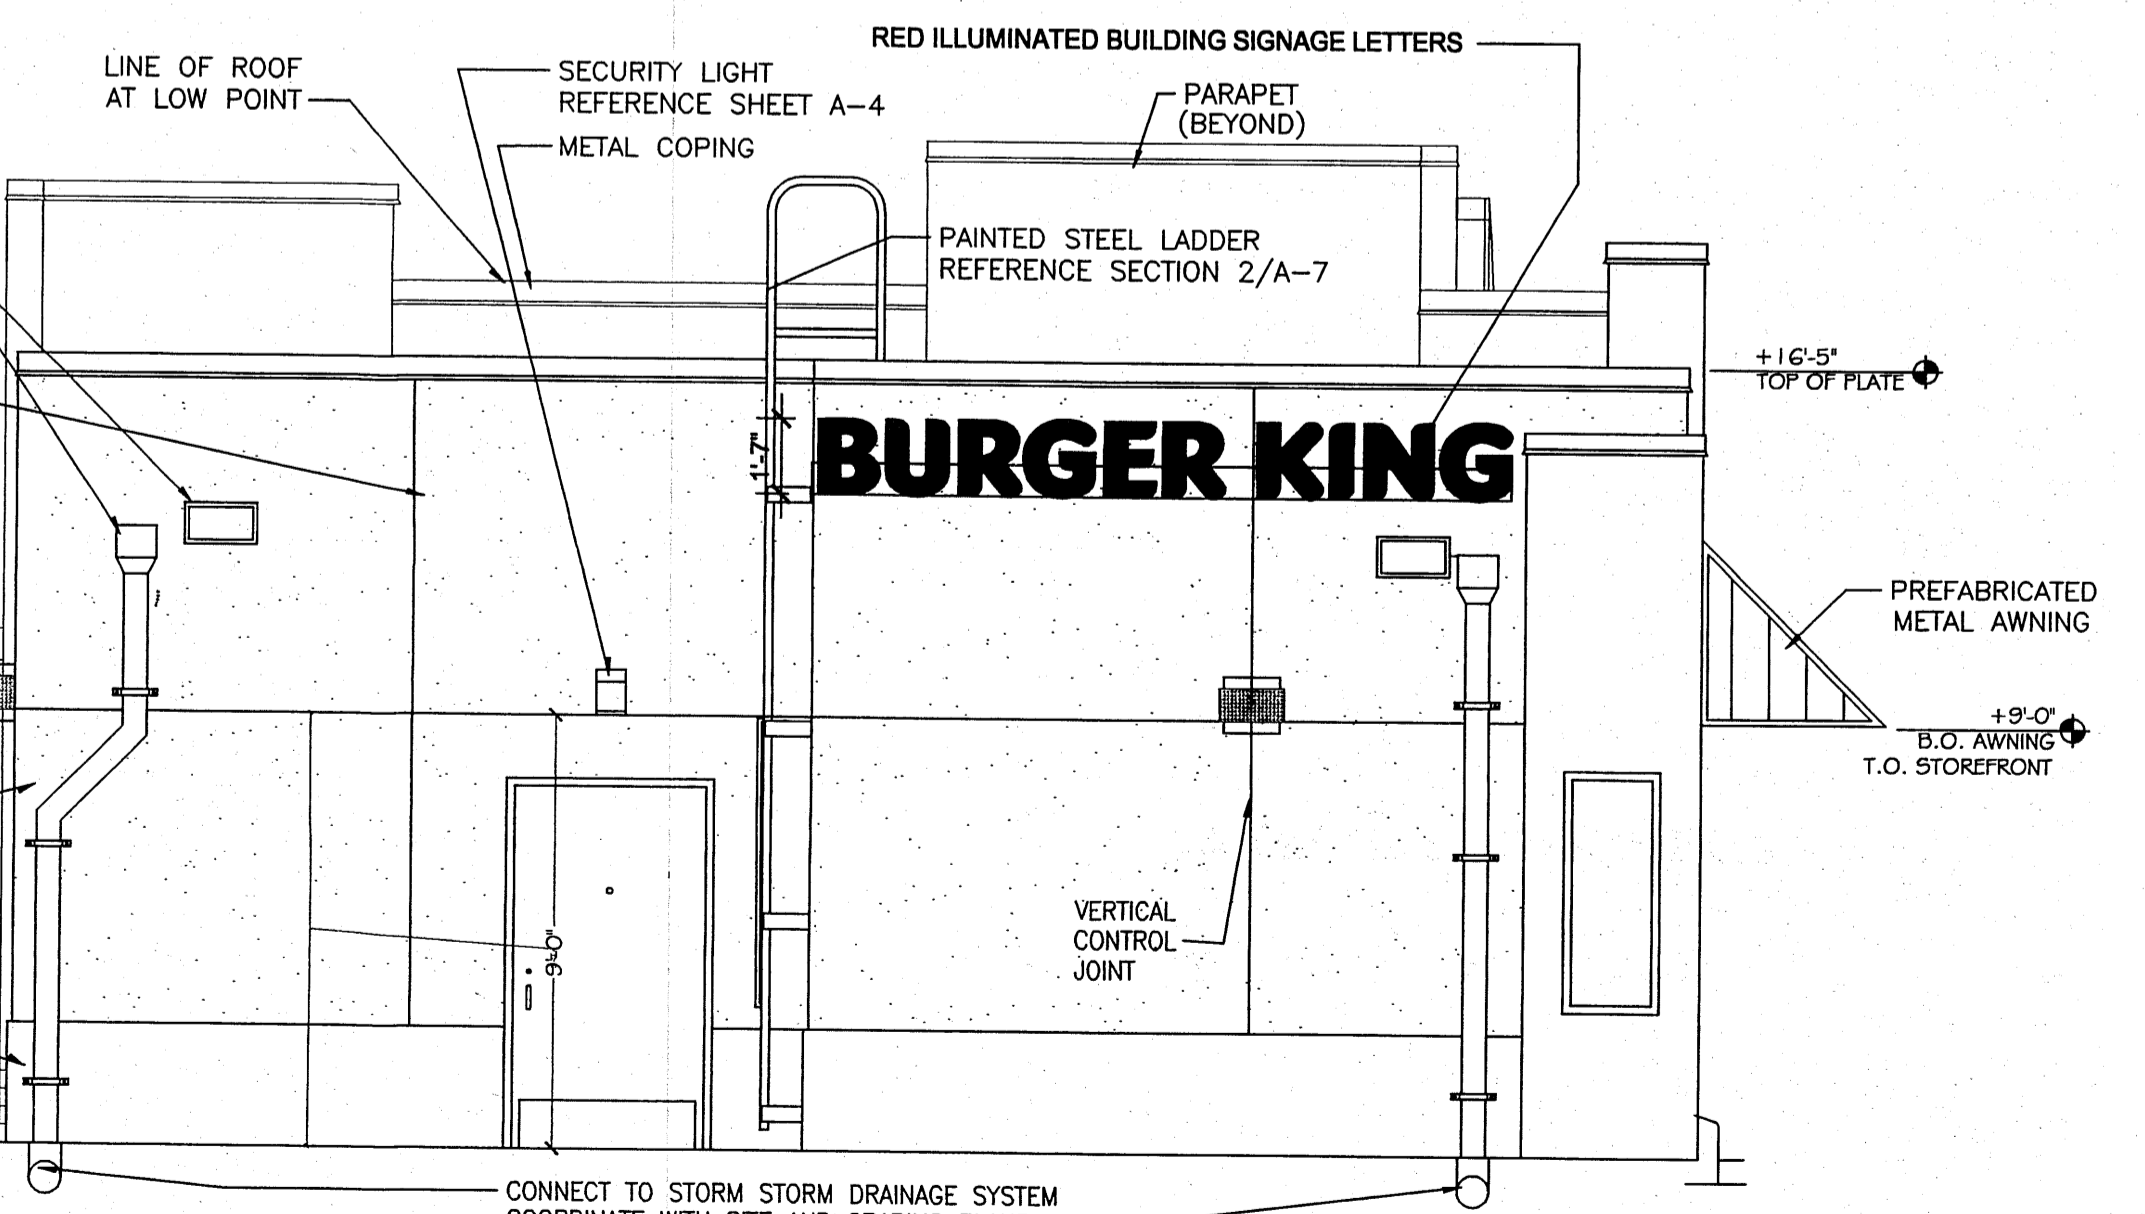 RED ILLUMINATED BUILDING SIGNAGE LETTERS
LINE OF ROOF
AT LOW POINT
SECURITY LIGHT
REFERENCE SHEET A-4
METAL COPING
PARAPET
(BEYOND)
PAINTED STEEL LADDER
REFERENCE SECTION 2/A-7
+16'-5"
TOP OF PLATE
1'-7"
BURGER KING
PREFABRICATED
METAL AWNING
+9'-0"
B.O. AWNING
T.O. STOREFRONT
VERTICAL
CONTROL
JOINT
CONNECT TO STORM STORM DRAINAGE SYSTEM